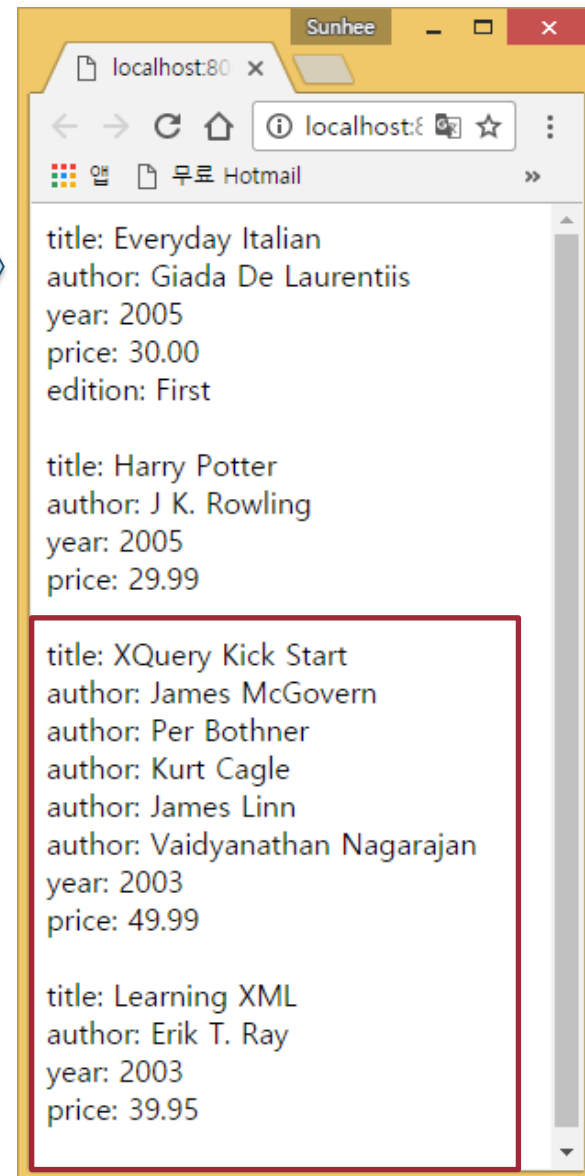 Sunhee
localhost:80
localhost:8
앱 무료 Hotmail
title: Everyday Italian
author: Giada De Laurentiis
year: 2005
price: 30.00
edition: First
title: Harry Potter
author: J K. Rowling
year: 2005
price: 29.99
title: XQuery Kick Start
author: James McGovern
author: Per Bothner
author: Kurt Cagle
author: James Linn
author: Vaidyanathan Nagarajan
year: 2003
price: 49.99
title: Learning XML
author: Erik T. Ray
year: 2003
price: 39.95